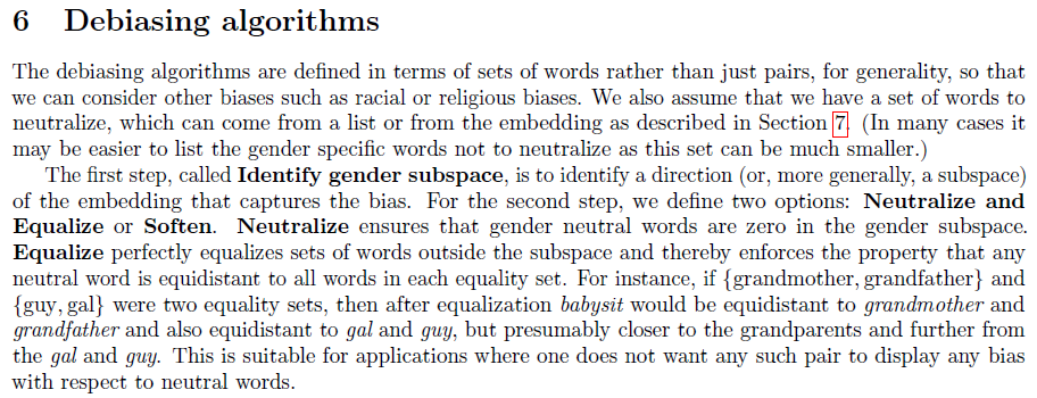 6 Debiasing algorithms
The debiasing algorithms are defined in terms of sets of words rather than just pairs, for generality, so that
we can consider other biases such as racial or religious biases. We also assume that we have a set of words to
neutralize, which can come from a list or from the embedding as described in Section 7. (In many cases it
may be easier to list the gender specific words not to neutralize as this set can be much smaller.)
The first step, called Identify gender subspace, is to identify a direction (or, more generally, a subspace)
of the embedding that captures the bias. For the second step, we define two options: Neutralize and
Equalize or Soften. Neutralize ensures that gender neutral words are zero in the gender subspace.
Equalize perfectly equalizes sets of words outside the subspace and thereby enforces the property that any
neutral word is equidistant to all words in each equality set. For instance, if {grandmother, grandfather} and
{guy, gal} were two equality sets, then after equalization babysit would be equidistant to grandmother and
grandfather and also equidistant to gal and guy, but presumably closer to the grandparents and further from
the gal and guy. This is suitable for applications where one does not want any such pair to display any bias
with respect to neutral words.